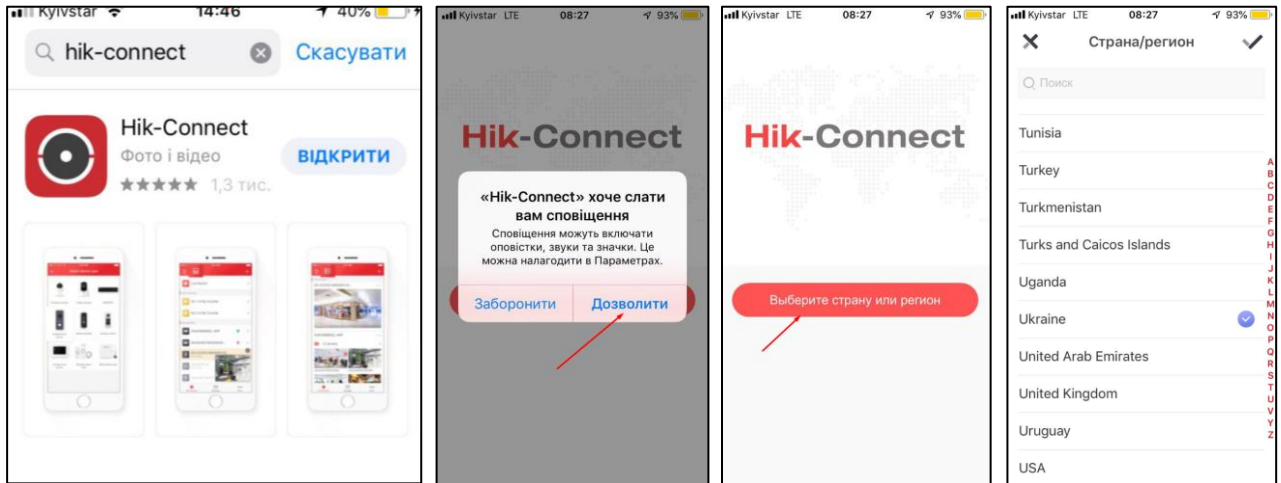 Kyivstar 14:46 40%
hik-connect Скасувати
Hik-Connect
Фото і відео
ВІДКРИТИ
1,3 тис.
Kyivstar LTE 08:27 93%
Hik-Connect
«Hik-Connect» хоче слати
вам сповіщення
Сповіщення можуть включати
оповістки, звуки та значки. Це
можна налагодити в Параметрах.
Заборонити Дозволити
Kyivstar LTE 08:27 93%
Hik-Connect
Выберите страну или регион
Kyivstar LTE 08:27 93%
Страна/регион
Поиск
Tunisia
Turkey
Turkmenistan
Turks and Caicos Islands
Uganda
Ukraine
United Arab Emirates
United Kingdom
Uruguay
USA
A
B
C
D
E
F
G
H
I
J
K
L
M
N
O
P
Q
R
S
T
U
V
Y
Z